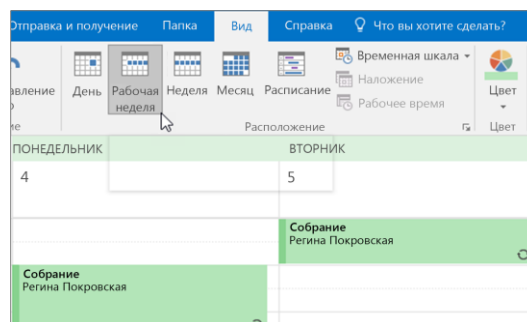 Отправка и получение Папка Вид Справка Что вы хотите сделать?
День Рабочая неделя Неделя Месяц Расписание
Временная шкала
Наложение
Рабочее время
Цвет
Расположение Цвет
ПОНЕДЕЛЬНИК ВТОРНИК
4 5
Собрание
Регина Покровская
Собрание
Регина Покровская